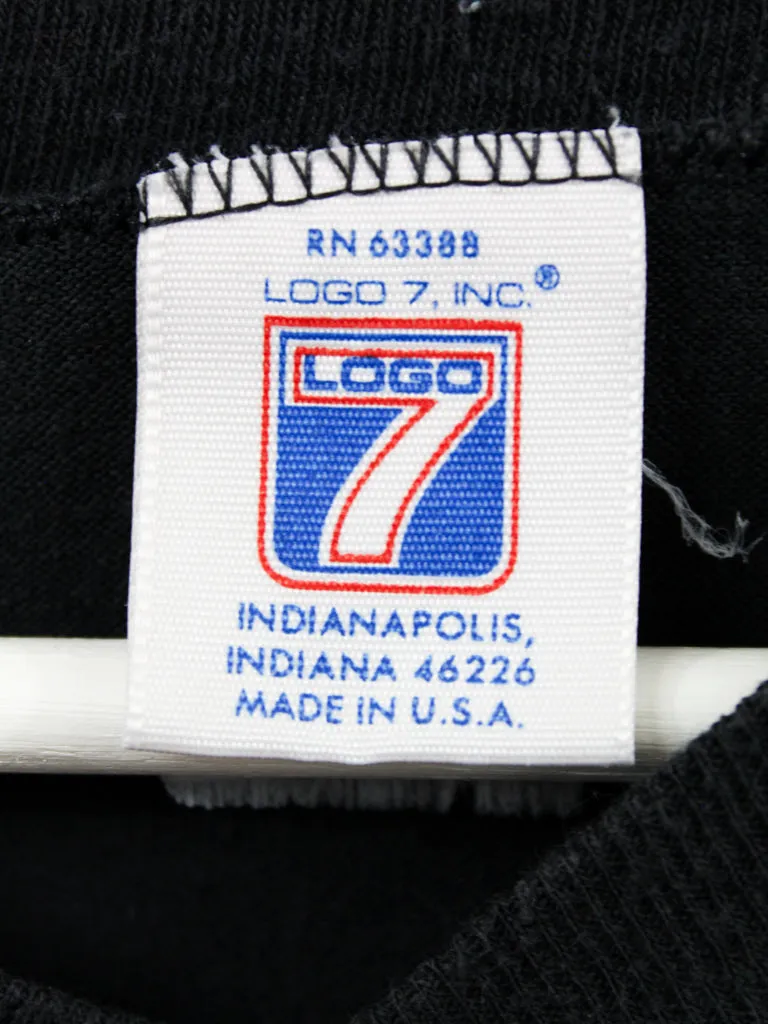 RN 63388
LOGO 7, INC.®
LOGO
7
INDIANAPOLIS,
INDIANA 46226
MADE IN U.S.A.